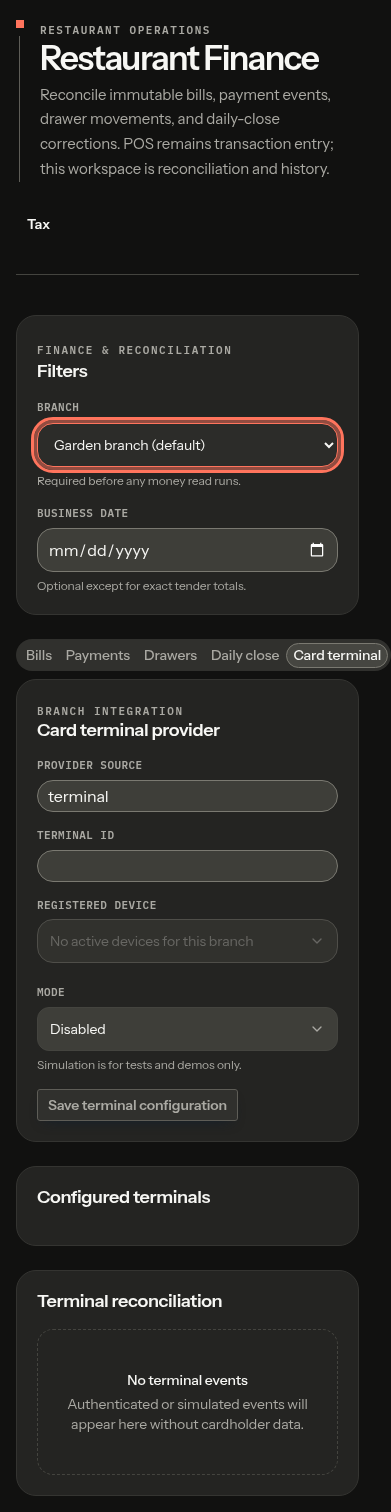 RESTAURANT OPERATIONS
Restaurant Finance
Reconcile immutable bills, payment events,
drawer movements, and daily-close
corrections. POS remains transaction entry;
this workspace is reconciliation and history.
Tax
FINANCE & RECONCILIATION
Filters
BRANCH
Garden branch (default)
Required before any money read runs.
BUSINESS DATE
mm/dd/yyyy
Optional except for exact tender totals.
Bills Payments Drawers Daily close Card terminal
BRANCH INTEGRATION
Card terminal provider
PROVIDER SOURCE
terminal
TERMINAL ID
REGISTERED DEVICE
No active devices for this branch
MODE
Disabled
Simulation is for tests and demos only.
Save terminal configuration
Configured terminals
Terminal reconciliation
No terminal events
Authenticated or simulated events will
appear here without cardholder data.